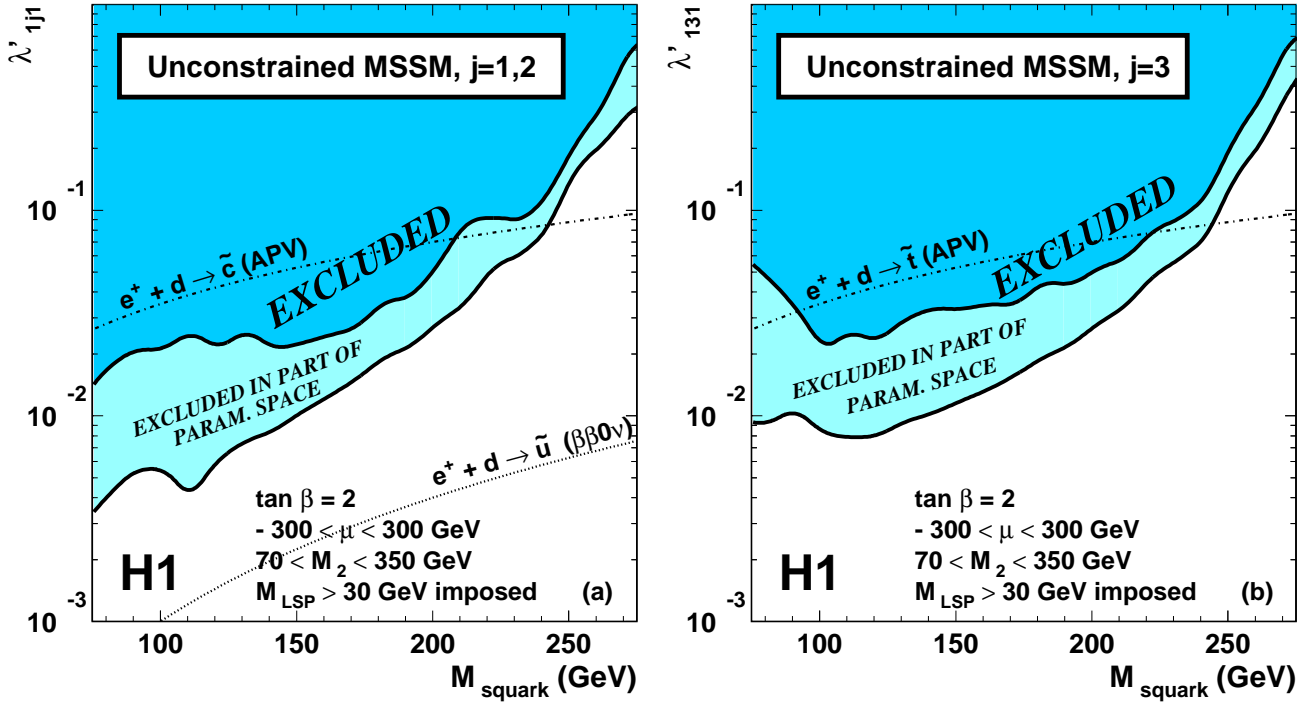 λ’ 1j1
Unconstrained MSSM, j=1,2
e+ + d → c̃ (APV)
EXCLUDED
EXCLUDED IN PART OF
PARAM. SPACE
e+ + d → ũ (ββ0ν)
tan β = 2
- 300 < μ < 300 GeV
70 < M 2 < 350 GeV
M LSP > 30 GeV imposed
H1
(a)
10 -1
10 -2
10 -3
100 150 200 250
M squark (GeV)
λ’ 131
Unconstrained MSSM, j=3
e+ + d → t̃ (APV)
EXCLUDED
EXCLUDED IN PART OF
PARAM. SPACE
tan β = 2
- 300 < μ < 300 GeV
70 < M 2 < 350 GeV
M LSP > 30 GeV imposed
H1
(b)
10 -1
10 -2
10 -3
100 150 200 250
M squark (GeV)